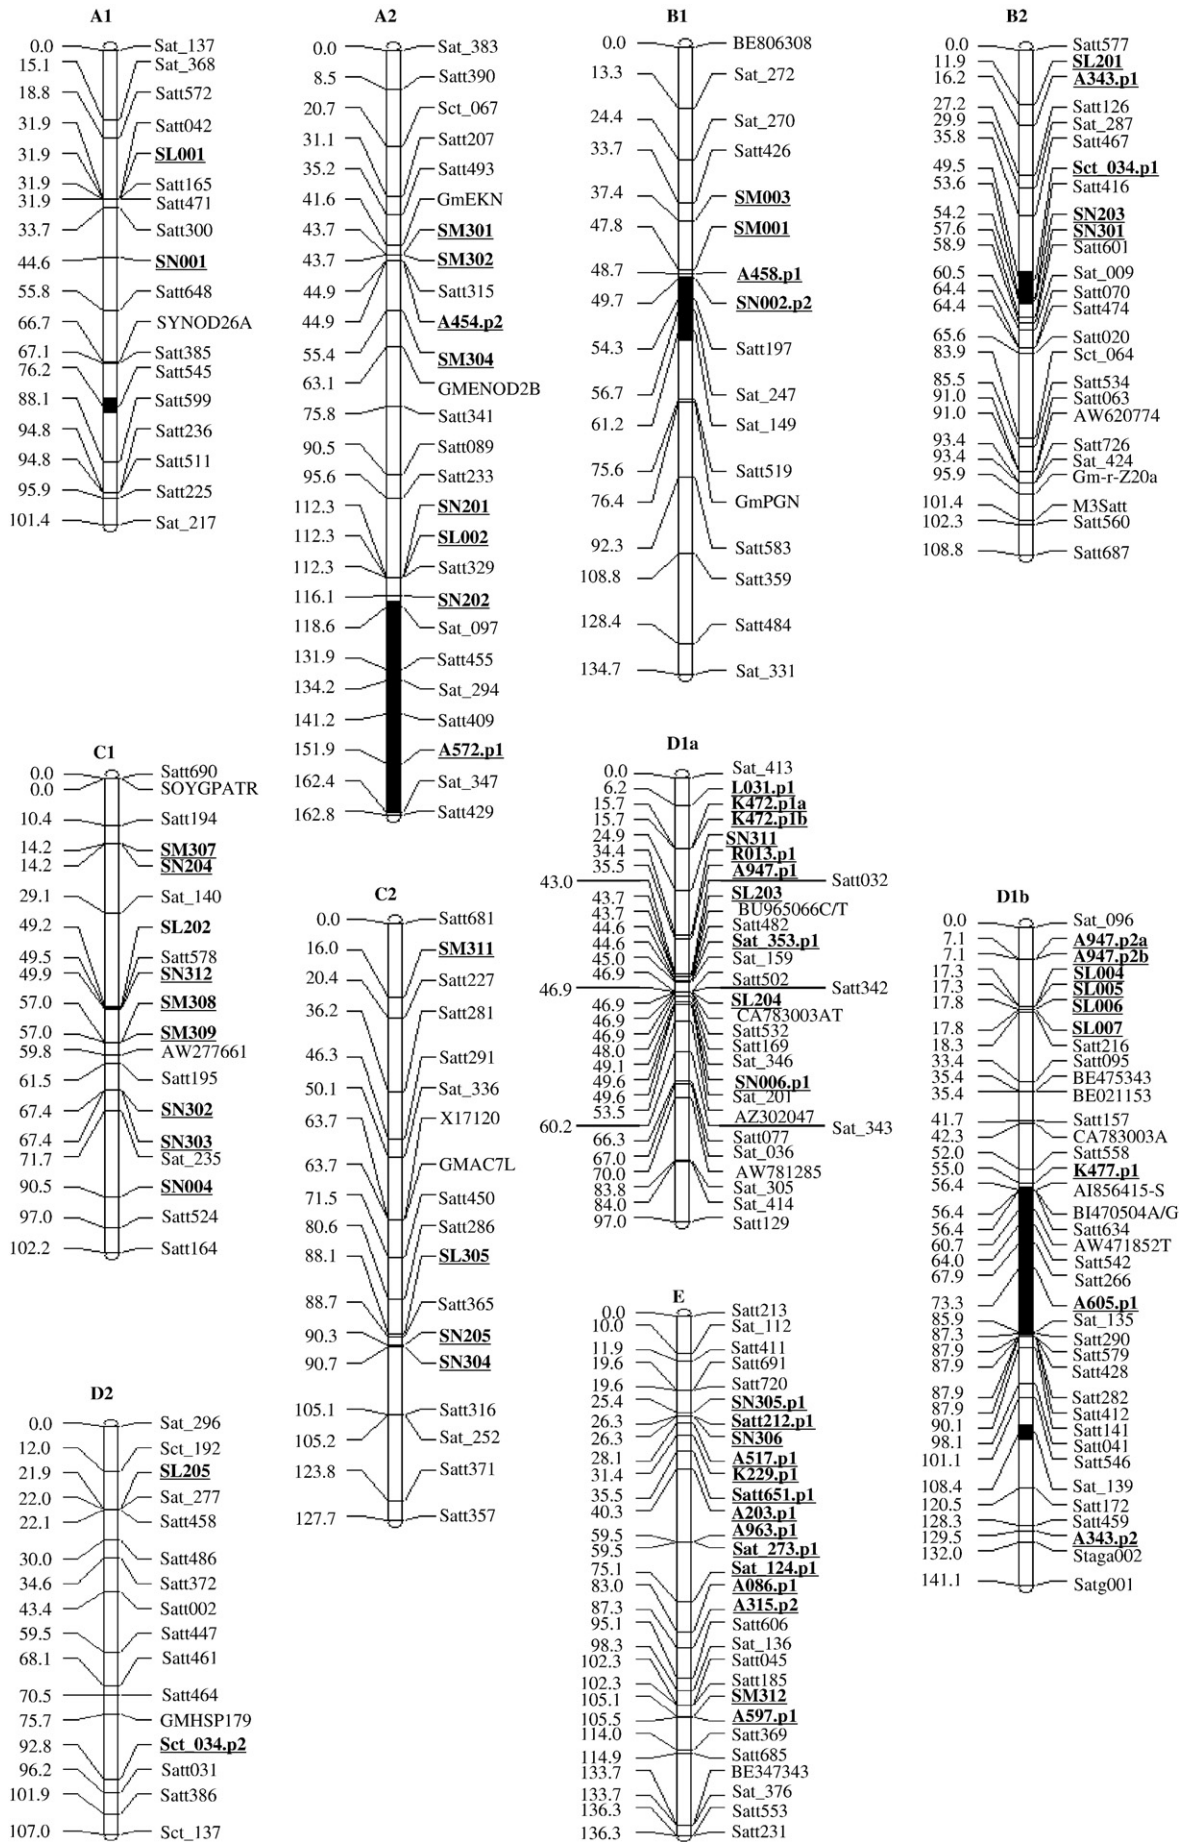 A1
0.0 Sat_137
15.1 Sat_368
18.8 Satt572
31.9 Satt042
31.9 SL001
31.9 Satt165
31.9 Satt471
33.7 Satt300
44.6 SN001
55.8 Satt648
66.7 SYNOD26A
67.1 Satt385
76.2 Satt545
88.1 Satt599
94.8 Satt236
94.8 Satt511
95.9 Satt225
101.4 Sat_217
A2
0.0 Sat_383
8.5 Satt390
20.7 Sct_067
31.1 Satt207
35.2 Satt493
41.6 GmEKN
43.7 SM301
43.7 SM302
44.9 Satt315
44.9 A454.p2
55.4 SM304
63.1 GMENOD2B
75.8 Satt341
90.5 Satt089
95.6 Satt233
112.3 SN201
112.3 SL002
112.3 Satt329
116.1 SN202
118.6 Sat_097
131.9 Satt455
134.2 Sat_294
141.2 Satt409
151.9 A572.p1
162.4 Sat_347
162.8 Satt429
B1
0.0 BE806308
13.3 Sat_272
24.4 Sat_270
33.7 Satt426
37.4 SM003
47.8 SM001
48.7 A458.p1
49.7 SN002.p2
54.3 Satt197
56.7 Sat_247
61.2 Sat_149
75.6 Satt519
76.4 GmPGN
92.3 Satt583
108.8 Satt359
128.4 Satt484
134.7 Sat_331
B2
0.0 Satt577
11.9 SL201
16.2 A343.p1
27.2 Satt126
29.9 Sat_287
35.8 Satt467
49.5 Sct_034.p1
53.6 Satt416
54.2 SN203
57.6 SN301
58.9 Satt601
60.5 Sat_009
64.4 Satt070
64.4 Satt474
65.6 Satt020
83.9 Sct_064
85.5 Satt534
91.0 Satt063
91.0 AW620774
93.4 Satt726
93.4 Sat_424
95.9 Gm-r-Z20a
101.4 M3Satt
102.3 Satt560
108.8 Satt687
C1
0.0 Satt690
0.0 SOYGPATR
10.4 Satt194
14.2 SM307
14.2 SN204
29.1 Sat_140
49.2 SL202
49.5 Satt578
49.9 SN312
57.0 SM308
57.0 SM309
59.8 AW277661
61.5 Satt195
67.4 SN302
67.4 SN303
71.7 Sat_235
90.5 SN004
97.0 Satt524
102.2 Satt164
C2
0.0 Satt681
16.0 SM311
20.4 Satt227
36.2 Satt281
46.3 Satt291
50.1 Sat_336
63.7 X17120
63.7 GMAC7L
71.5 Satt450
80.6 Satt286
88.1 SL305
88.7 Satt365
90.3 SN205
90.7 SN304
105.1 Satt316
105.2 Sat_252
123.8 Satt371
127.7 Satt357
D1a
0.0 Sat_413
6.2 L031.p1
15.7 K472.p1a
15.7 K472.p1b
24.9 SN311
34.4 R013.p1
35.5 A947.p1
43.0 Satt032
43.7 SL203
43.7 BU965066C/T
44.6 Satt482
44.6 Sat_353.p1
45.0 Sat_159
46.9 Satt502
46.9 Satt342
46.9 SL204
46.9 CA783003AT
46.9 Satt532
48.0 Satt169
49.1 Sat_346
49.6 SN006.p1
49.6 Sat_201
53.5 AZ302047
60.2 Sat_343
66.3 Satt077
67.0 Sat_036
70.0 AW781285
83.8 Sat_305
84.0 Sat_414
97.0 Satt129
D1b
0.0 Sat_096
7.1 A947.p2a
7.1 A947.p2b
17.3 SL004
17.3 SL005
17.8 SL006
17.8 SL007
18.3 Satt216
33.4 Satt095
35.4 BE475343
35.4 BE021153
41.7 Satt157
42.3 CA783003A
52.0 Satt558
55.0 K477.p1
56.4 AI856415-S
56.4 BI470504A/G
56.4 Satt634
60.7 AW471852T
64.0 Satt542
67.9 Satt266
73.3 A605.p1
85.9 Sat_135
87.3 Satt290
87.9 Satt579
87.9 Satt428
87.9 Satt282
87.9 Satt412
90.1 Satt141
98.1 Satt041
101.1 Satt546
108.4 Sat_139
120.5 Satt172
128.3 Satt459
129.5 A343.p2
132.0 Staga002
141.1 Satg001
D2
0.0 Sat_296
12.0 Sct_192
21.9 SL205
22.0 Sat_277
22.1 Satt458
30.0 Satt486
34.6 Satt372
43.4 Satt002
59.5 Satt447
68.1 Satt461
70.5 Satt464
75.7 GMHSP179
92.8 Sct_034.p2
96.2 Satt031
101.9 Satt386
107.0 Sct_137
E
0.0 Satt213
10.0 Sat_112
11.9 Satt411
19.6 Satt691
19.6 Satt720
25.4 SN305.p1
26.3 Satt212.p1
26.3 SN306
28.1 A517.p1
31.4 K229.p1
35.5 Satt651.p1
40.3 A203.p1
59.5 A963.p1
59.5 Sat_273.p1
75.1 Sat_124.p1
83.0 A086.p1
87.3 A315.p2
95.1 Satt606
98.3 Sat_136
102.3 Satt045
102.3 Satt185
105.1 SM312
105.5 A597.p1
114.0 Satt369
114.9 Satt685
133.7 BE347343
133.7 Sat_376
136.3 Satt553
136.3 Satt231